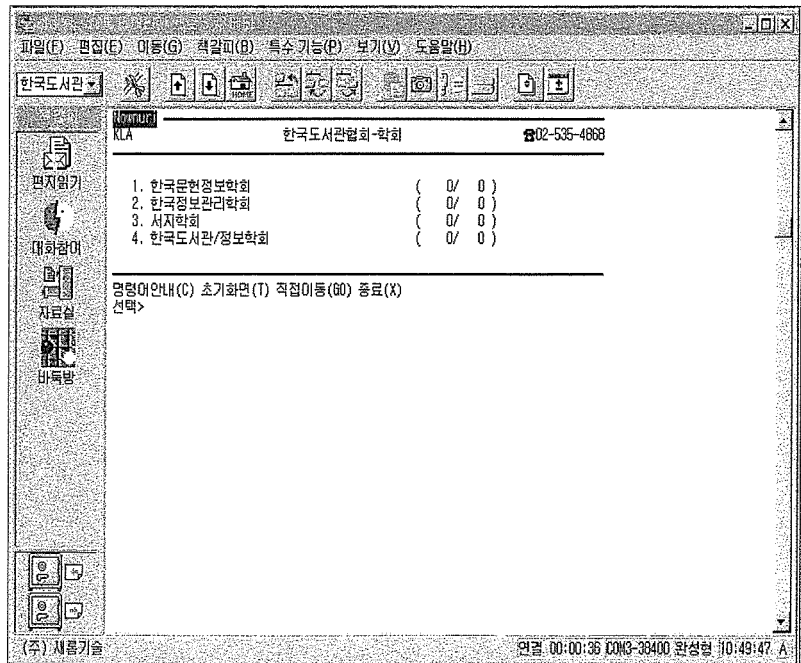 파일(F) 편집(E) 이동(G) 책갈피(B) 특수 기능(P) 보기(V) 도움말(H)
한국도서관
HOME
Nownuri
KLA 한국도서관협회-학회 ☎02-535-4868
편지읽기
대화참여
자료실
바둑방
1. 한국문헌정보학회 ( 0/ 0 )
2. 한국정보관리학회 ( 0/ 0 )
3. 서지학회 ( 0/ 0 )
4. 한국도서관/정보학회 ( 0/ 0 )
명령어안내(C) 초기화면(T) 직접이동(GO) 종료(X)
선택>
(주) 새롬기술 연결 00:00:36 COM3-38400 완성형 10:49:47 A